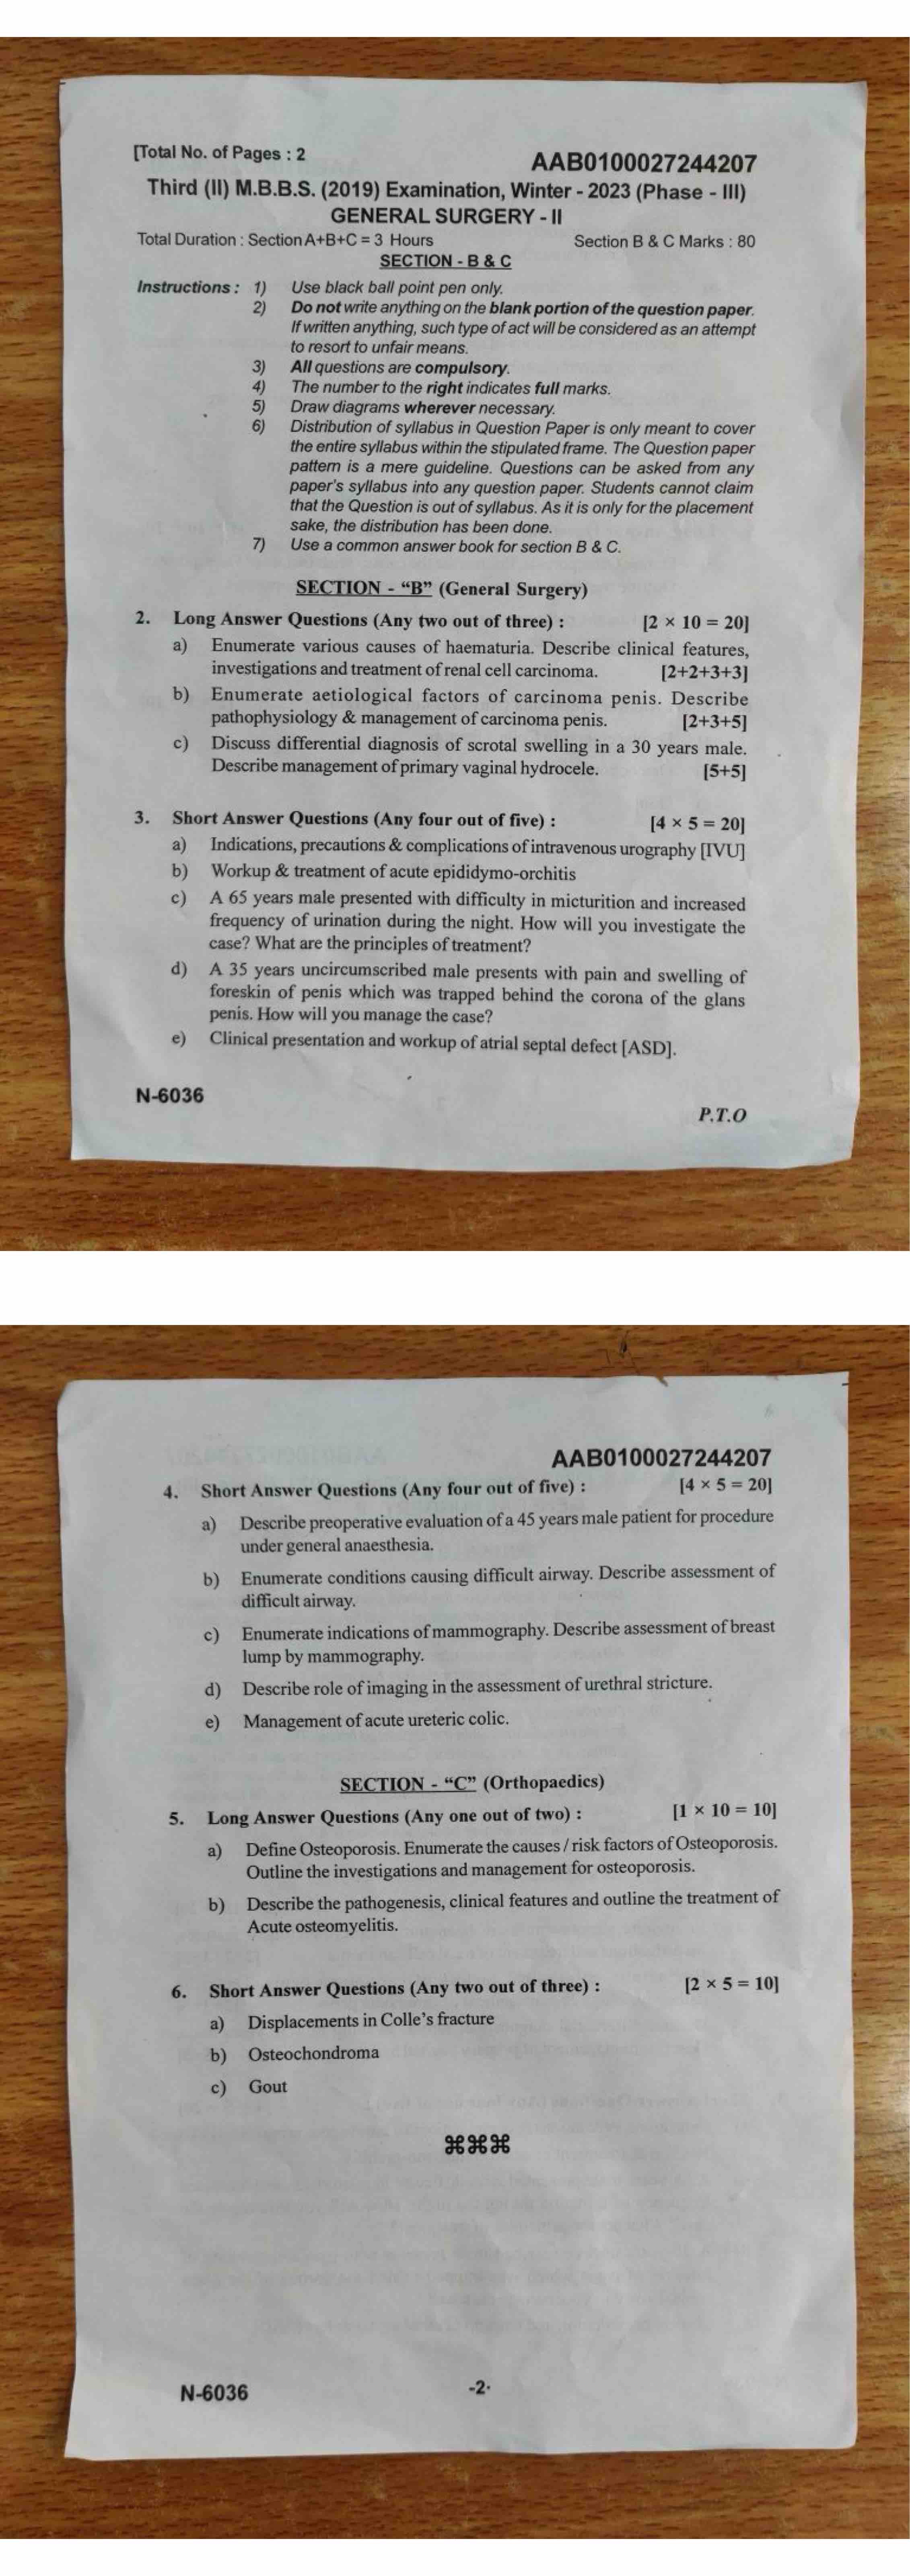 [Total No. of Pages : 2
AAB0100027244207
Third (II) M.B.B.S. (2019) Examination, Winter - 2023 (Phase - III)
GENERAL SURGERY - II
Total Duration : Section A+B+C = 3 Hours Section B & C Marks : 80
SECTION - B & C
Instructions : 1) Use black ball point pen only.
2) Do not write anything on the blank portion of the question paper.
If written anything, such type of act will be considered as an attempt
to resort to unfair means.
3) All questions are compulsory.
4) The number to the right indicates full marks.
5) Draw diagrams wherever necessary.
6) Distribution of syllabus in Question Paper is only meant to cover
the entire syllabus within the stipulated frame. The Question paper
pattern is a mere guideline. Questions can be asked from any
paper's syllabus into any question paper. Students cannot claim
that the Question is out of syllabus. As it is only for the placement
sake, the distribution has been done.
7) Use a common answer book for section B & C.
SECTION - “B” (General Surgery)
2. Long Answer Questions (Any two out of three) : [2 × 10 = 20]
a) Enumerate various causes of haematuria. Describe clinical features,
investigations and treatment of renal cell carcinoma. [2+2+3+3]
b) Enumerate aetiological factors of carcinoma penis. Describe
pathophysiology & management of carcinoma penis. [2+3+5]
c) Discuss differential diagnosis of scrotal swelling in a 30 years male.
Describe management of primary vaginal hydrocele. [5+5]
3. Short Answer Questions (Any four out of five) : [4 × 5 = 20]
a) Indications, precautions & complications of intravenous urography [IVU]
b) Workup & treatment of acute epididymo-orchitis
c) A 65 years male presented with difficulty in micturition and increased
frequency of urination during the night. How will you investigate the
case? What are the principles of treatment?
d) A 35 years uncircumscribed male presents with pain and swelling of
foreskin of penis which was trapped behind the corona of the glans
penis. How will you manage the case?
e) Clinical presentation and workup of atrial septal defect [ASD].
N-6036
P.T.O
AAB0100027244207
4. Short Answer Questions (Any four out of five) : [4 × 5 = 20]
a) Describe preoperative evaluation of a 45 years male patient for procedure
under general anaesthesia.
b) Enumerate conditions causing difficult airway. Describe assessment of
difficult airway.
c) Enumerate indications of mammography. Describe assessment of breast
lump by mammography.
d) Describe role of imaging in the assessment of urethral stricture.
e) Management of acute ureteric colic.
SECTION - “C” (Orthopaedics)
5. Long Answer Questions (Any one out of two) : [1 × 10 = 10]
a) Define Osteoporosis. Enumerate the causes / risk factors of Osteoporosis.
Outline the investigations and management for osteoporosis.
b) Describe the pathogenesis, clinical features and outline the treatment of
Acute osteomyelitis.
6. Short Answer Questions (Any two out of three) : [2 × 5 = 10]
a) Displacements in Colle's fracture
b) Osteochondroma
c) Gout
⌘⌘⌘
N-6036 -2-